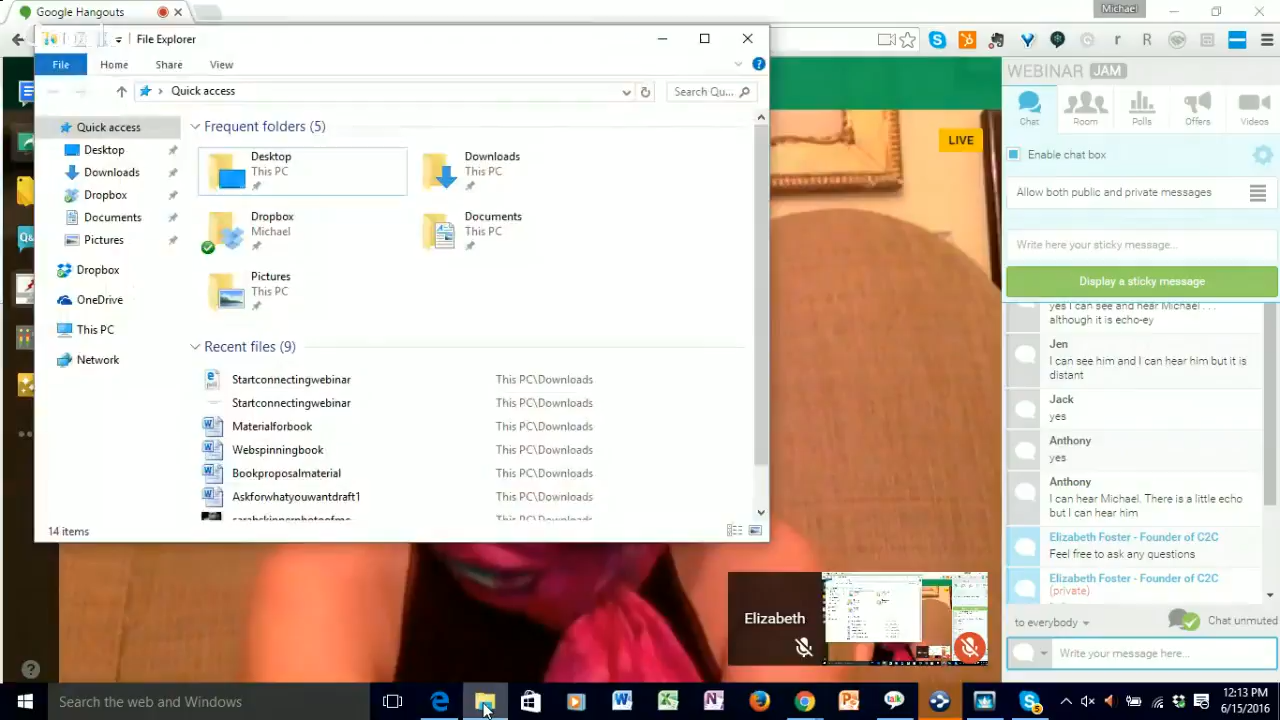 Google Hangouts
Michael
File Explorer
File
Home
Share
View
Quick access
Search Qu...
Quick access
Desktop
Downloads
Dropbox
Documents
Pictures
Dropbox
OneDrive
This PC
Network
Frequent folders (5)
Desktop
This PC
Downloads
This PC
Dropbox
Michael
Documents
This PC
Pictures
This PC
Recent files (9)
Startconnectingwebinar This PC\Downloads
Startconnectingwebinar This PC\Downloads
Materialforbook This PC\Downloads
Webspinningbook This PC\Downloads
Bookproposalmaterial This PC\Downloads
Askforwhatyouwantdraft1 This PC\Downloads
14 items
Q&
LIVE
Elizabeth
WEBINAR JAM
Chat
Room
Polls
Offers
Videos
Enable chat box
Allow both public and private messages
Write here your sticky message...
Display a sticky message
yes I can see and hear Michael . . .
although it is echo-ey
Jen
I can see him and I can hear him but it is
distant
Jack
yes
Anthony
yes
Anthony
I can hear Michael. There is a little echo
but I can hear him
Elizabeth Foster - Founder of C2C
Feel free to ask any questions
Elizabeth Foster - Founder of C2C
(private)
to everybody
Chat unmuted
Write your message here...
Search the web and Windows
12:13 PM
6/15/2016